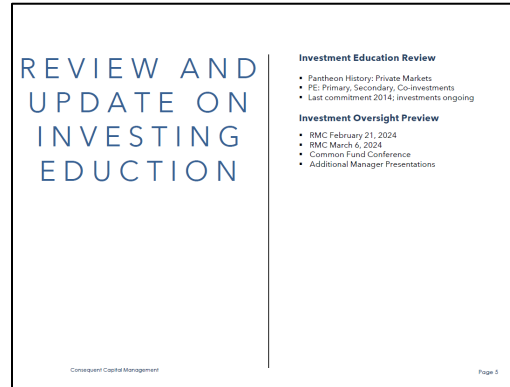 REVIEW AND
UPDATE ON
INVESTING
EDUCTION
Investment Education Review
▪ Pantheon History: Private Markets
▪ PE: Primary, Secondary, Co-investments
▪ Last commitment 2014; investments ongoing
Investment Oversight Preview
▪ RMC February 21, 2024
▪ RMC March 6, 2024
▪ Common Fund Conference
▪ Additional Manager Presentations
Consequent Capital Management
Page 5